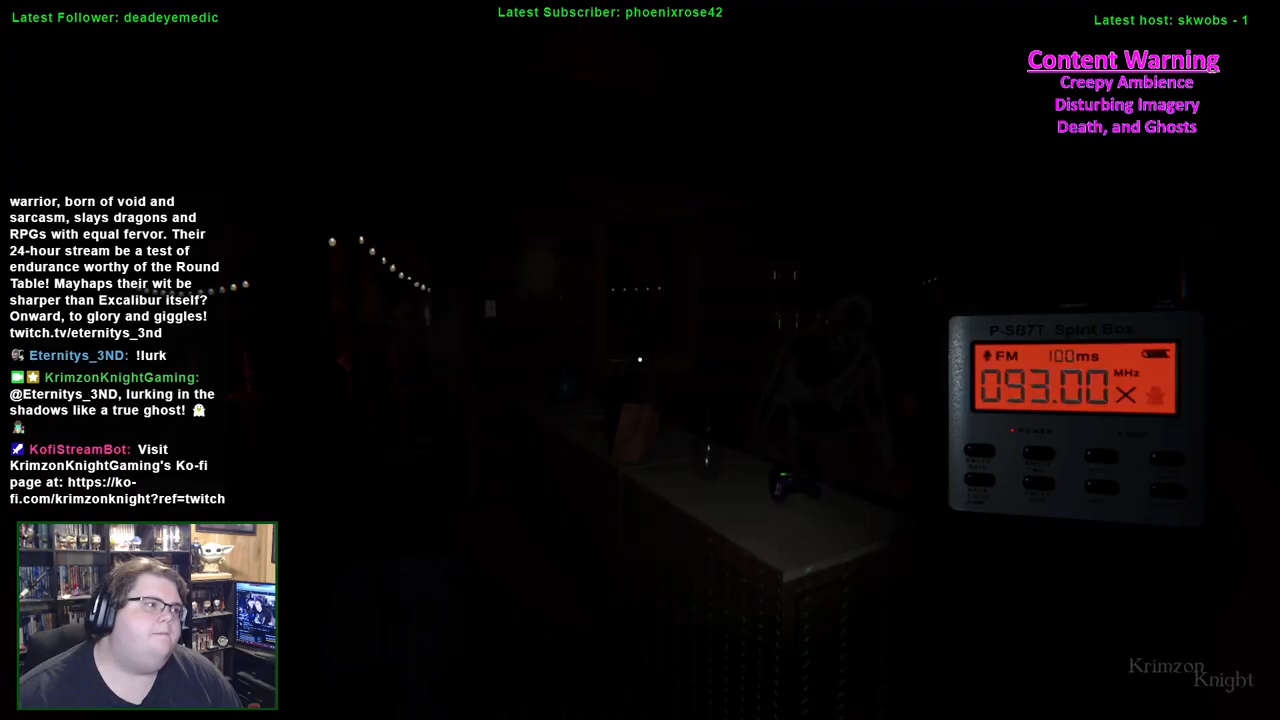 Latest Follower: deadeyemedic
Latest Subscriber: phoenixrose42
Latest host: skwobs - 1
Content Warning
Creepy Ambience
Disturbing Imagery
Death, and Ghosts
warrior, born of void and
sarcasm, slays dragons and
RPGs with equal fervor. Their
24-hour stream be a test of
endurance worthy of the Round
Table! Mayhaps their wit be
sharper than Excalibur itself?
Onward, to glory and giggles!
twitch.tv/eternitys_3nd
Eternitys_3ND: !lurk
KrimzonKnightGaming:
@Eternitys_3ND, lurking in the
shadows like a true ghost!
KofiStreamBot: Visit
KrimzonKnightGaming's Ko-fi
page at: https://ko-
fi.com/krimzonknight?ref=twitch
P-SB7T Spirit Box
FM 100ms
093.00 MHz X
POWER
Krimzon
Knight